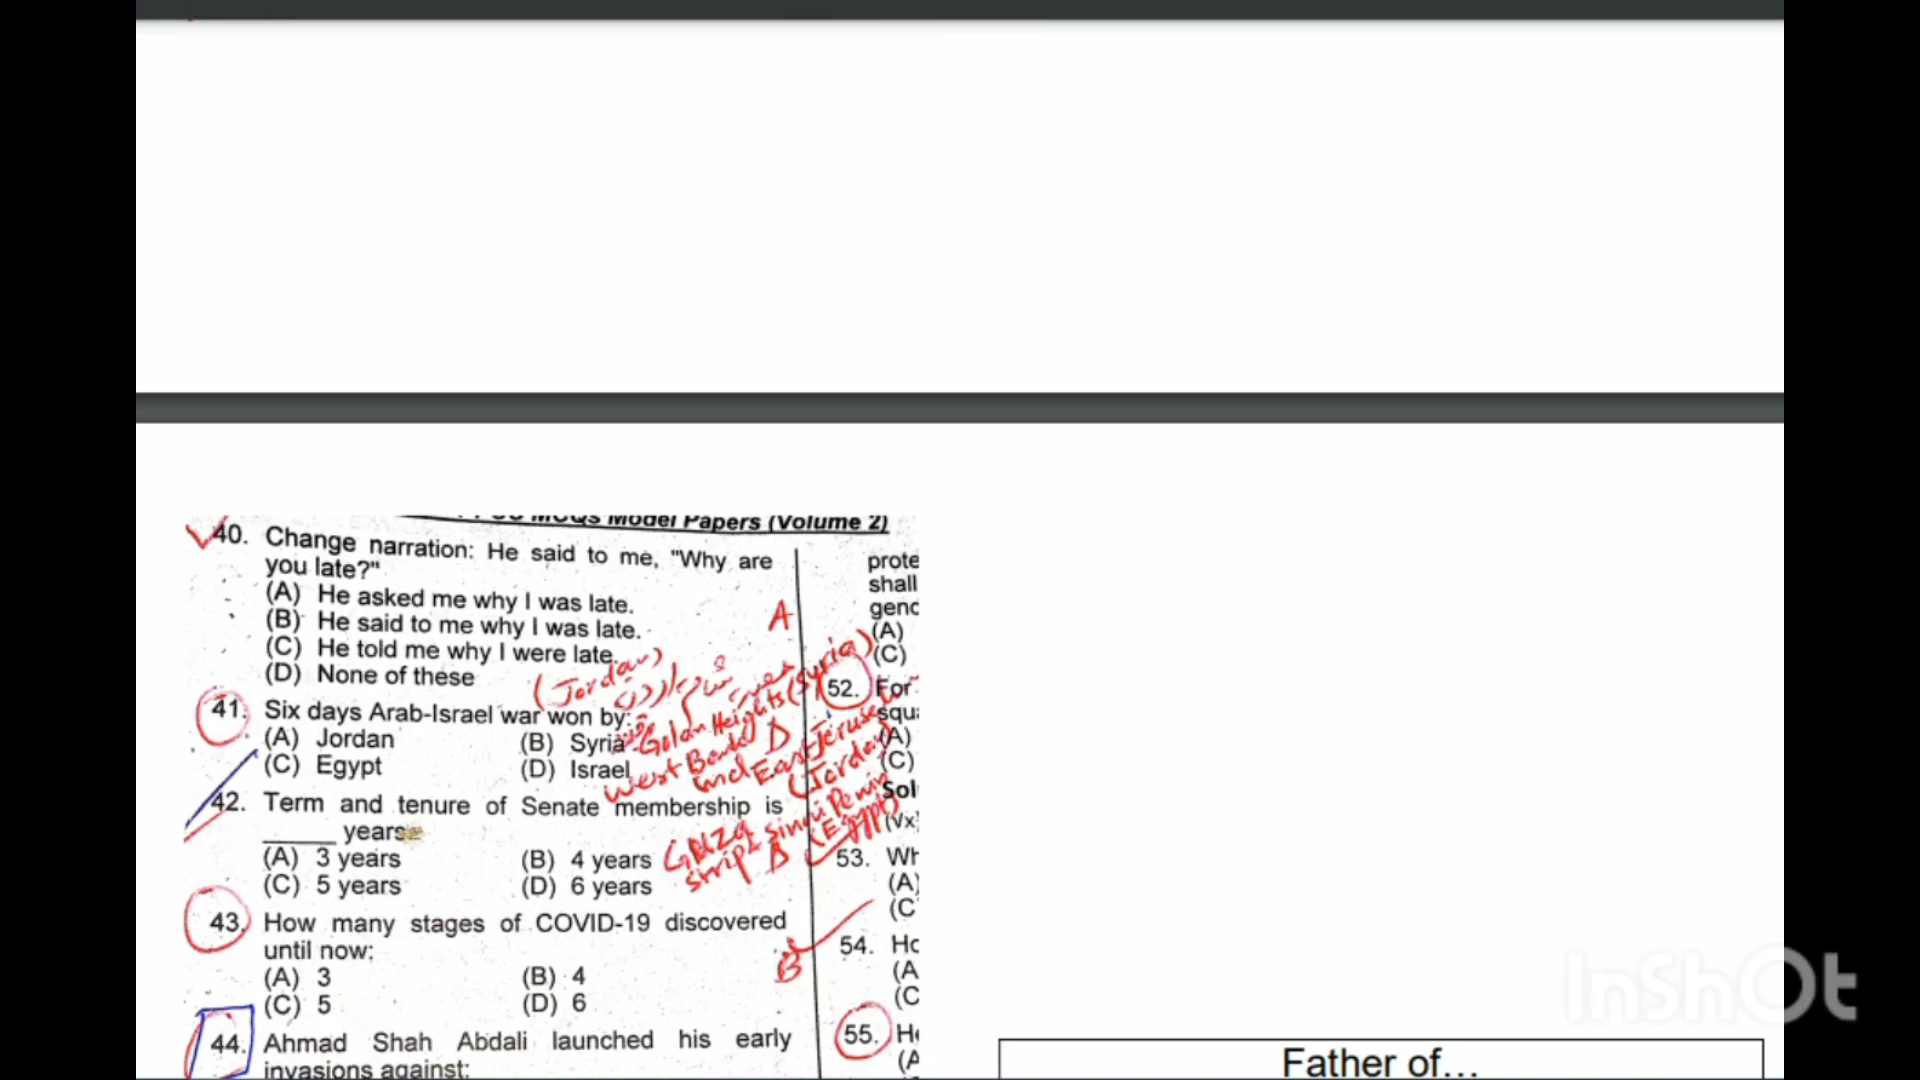 PPSC MCQs Model Papers (Volume 2)
40. Change narration: He said to me, "Why are
you late?"
(A) He asked me why I was late.
(B) He said to me why I was late.
(C) He told me why I were late.
(D) None of these
A
(Jordan)
41. Six days Arab-Israel war won by:
(A) Jordan (B) Syria
(C) Egypt (D) Israel
Golan Heights (Syria)
West Bank D
and East Jerusalem
(Jordan)
42. Term and tenure of Senate membership is
_____ years
(A) 3 years (B) 4 years
(C) 5 years (D) 6 years
Gaza
strip
(Egypt)
D
43. How many stages of COVID-19 discovered
until now:
(A) 3 (B) 4
(C) 5 (D) 6
B
44. Ahmad Shah Abdali launched his early
invasions against:
prote
shall
gend
(A)
(C)
52. For
squa
(A)
(C)
Sol
(Vx
53. Wh
(A)
(C
54. Ho
(A
(C
55. He
(A
Father of...
InShOt